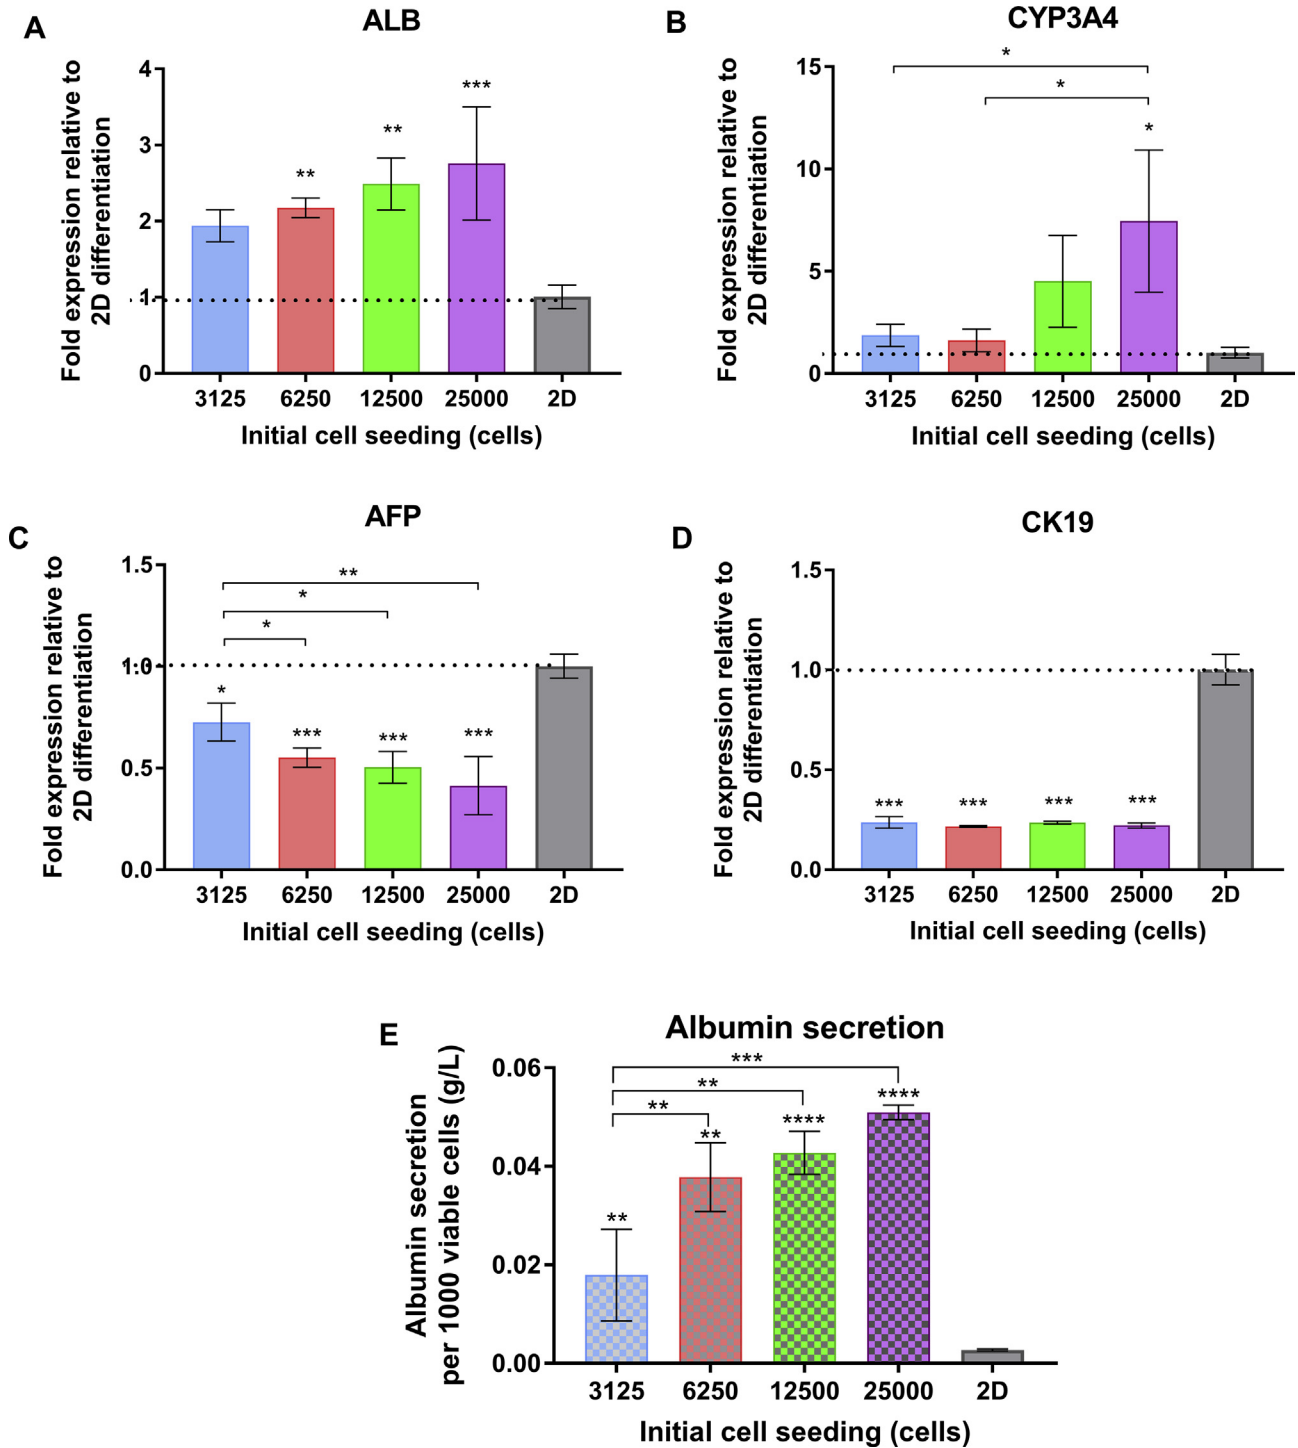 A
ALB
Fold expression relative to
2D differentiation
4
3
2
1
0
**
**
***
3125 6250 12500 25000 2D
Initial cell seeding (cells)
B
CYP3A4
Fold expression relative to
2D differentiation
15
10
5
0
*
*
*
3125 6250 12500 25000 2D
Initial cell seeding (cells)
C
AFP
Fold expression relative to
2D differentiation
1.5
1.0
0.5
0.0
**
*
*
*
***
***
***
3125 6250 12500 25000 2D
Initial cell seeding (cells)
D
CK19
Fold expression relative to
2D differentiation
1.5
1.0
0.5
0.0
***
***
***
***
3125 6250 12500 25000 2D
Initial cell seeding (cells)
E
Albumin secretion
Albumin secretion
per 1000 viable cells (g/L)
0.06
0.04
0.02
0.00
***
**
**
**
**
****
****
3125 6250 12500 25000 2D
Initial cell seeding (cells)